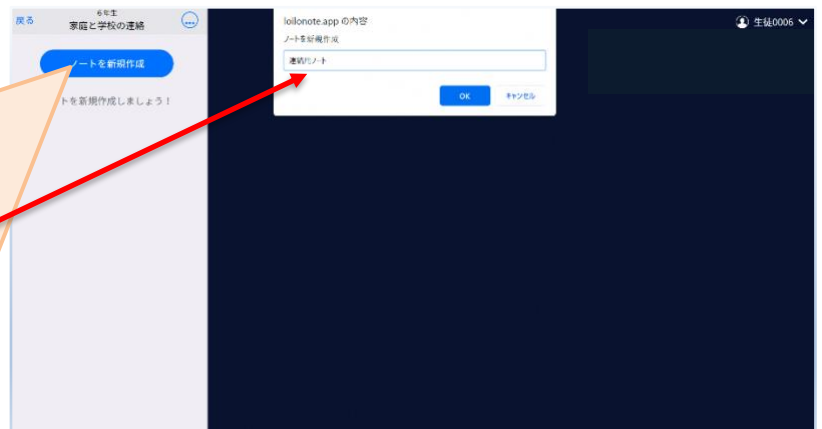 戻る
6年生
家庭と学校の連絡
ノートを新規作成
トを新規作成しましょう！
loilonote.app の内容
ノートを新規作成
連絡用ノート
OK
キャンセル
生徒0006